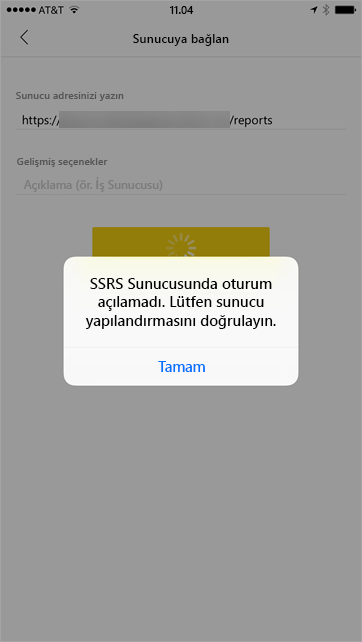 AT&T 11.04
Sunucuya bağlan
Sunucu adresinizi yazın
https:// /reports
Gelişmiş seçenekler
Açıklama (ör. İş Sunucusu)
SSRS Sunucusunda oturum
açılamadı. Lütfen sunucu
yapılandırmasını doğrulayın.
Tamam